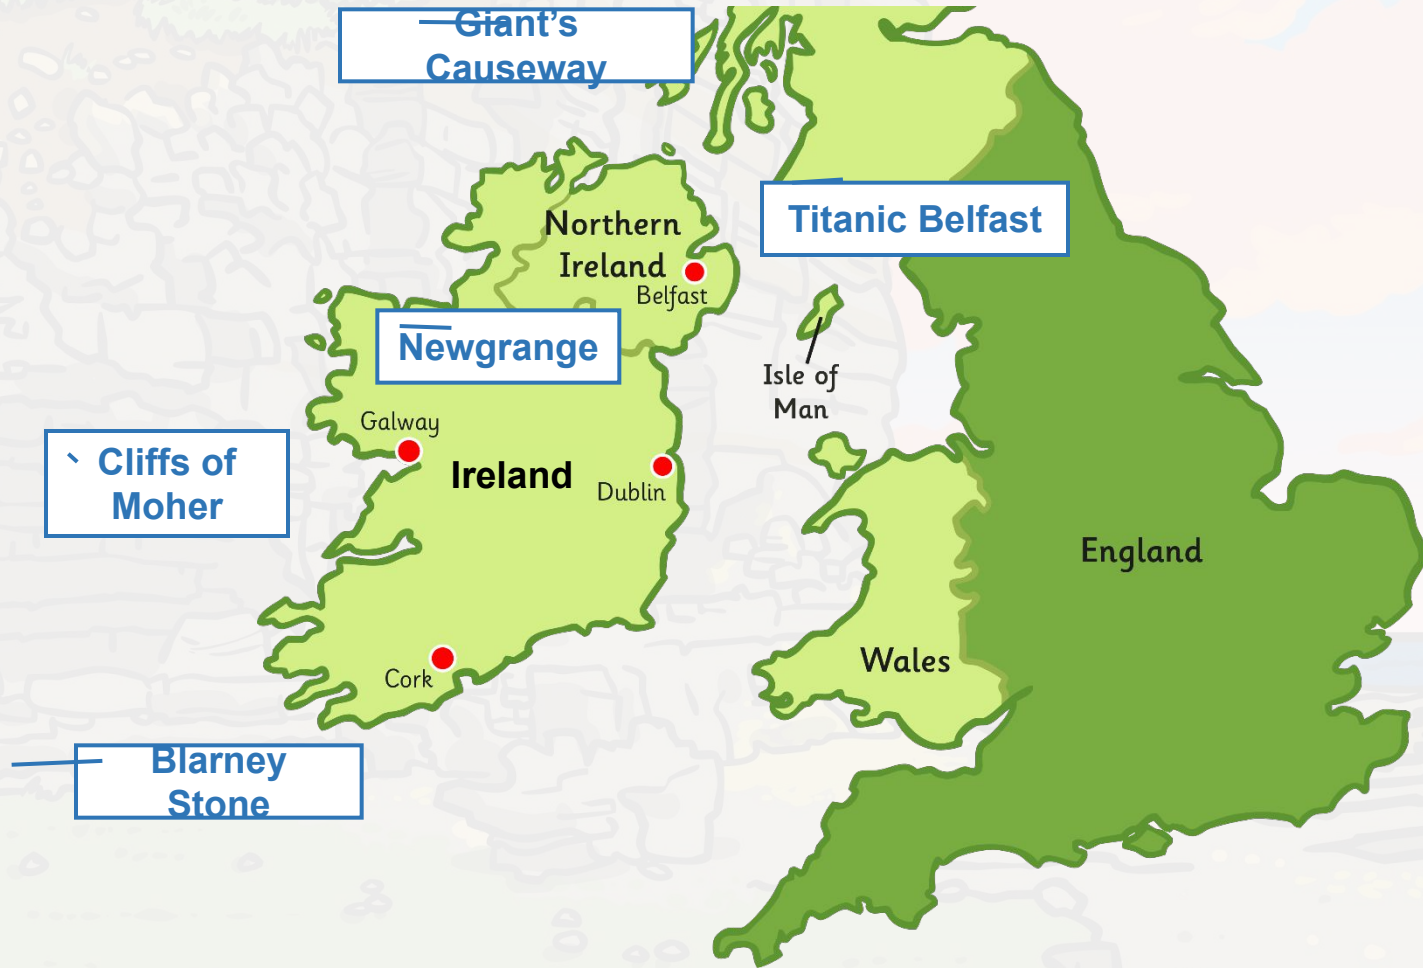 Giant's
Causeway
Titanic Belfast
Northern
Ireland
Belfast
Newgrange
Isle of
Man
Galway
Cliffs of
Moher
Ireland
Dublin
England
Wales
Cork
Blarney
Stone